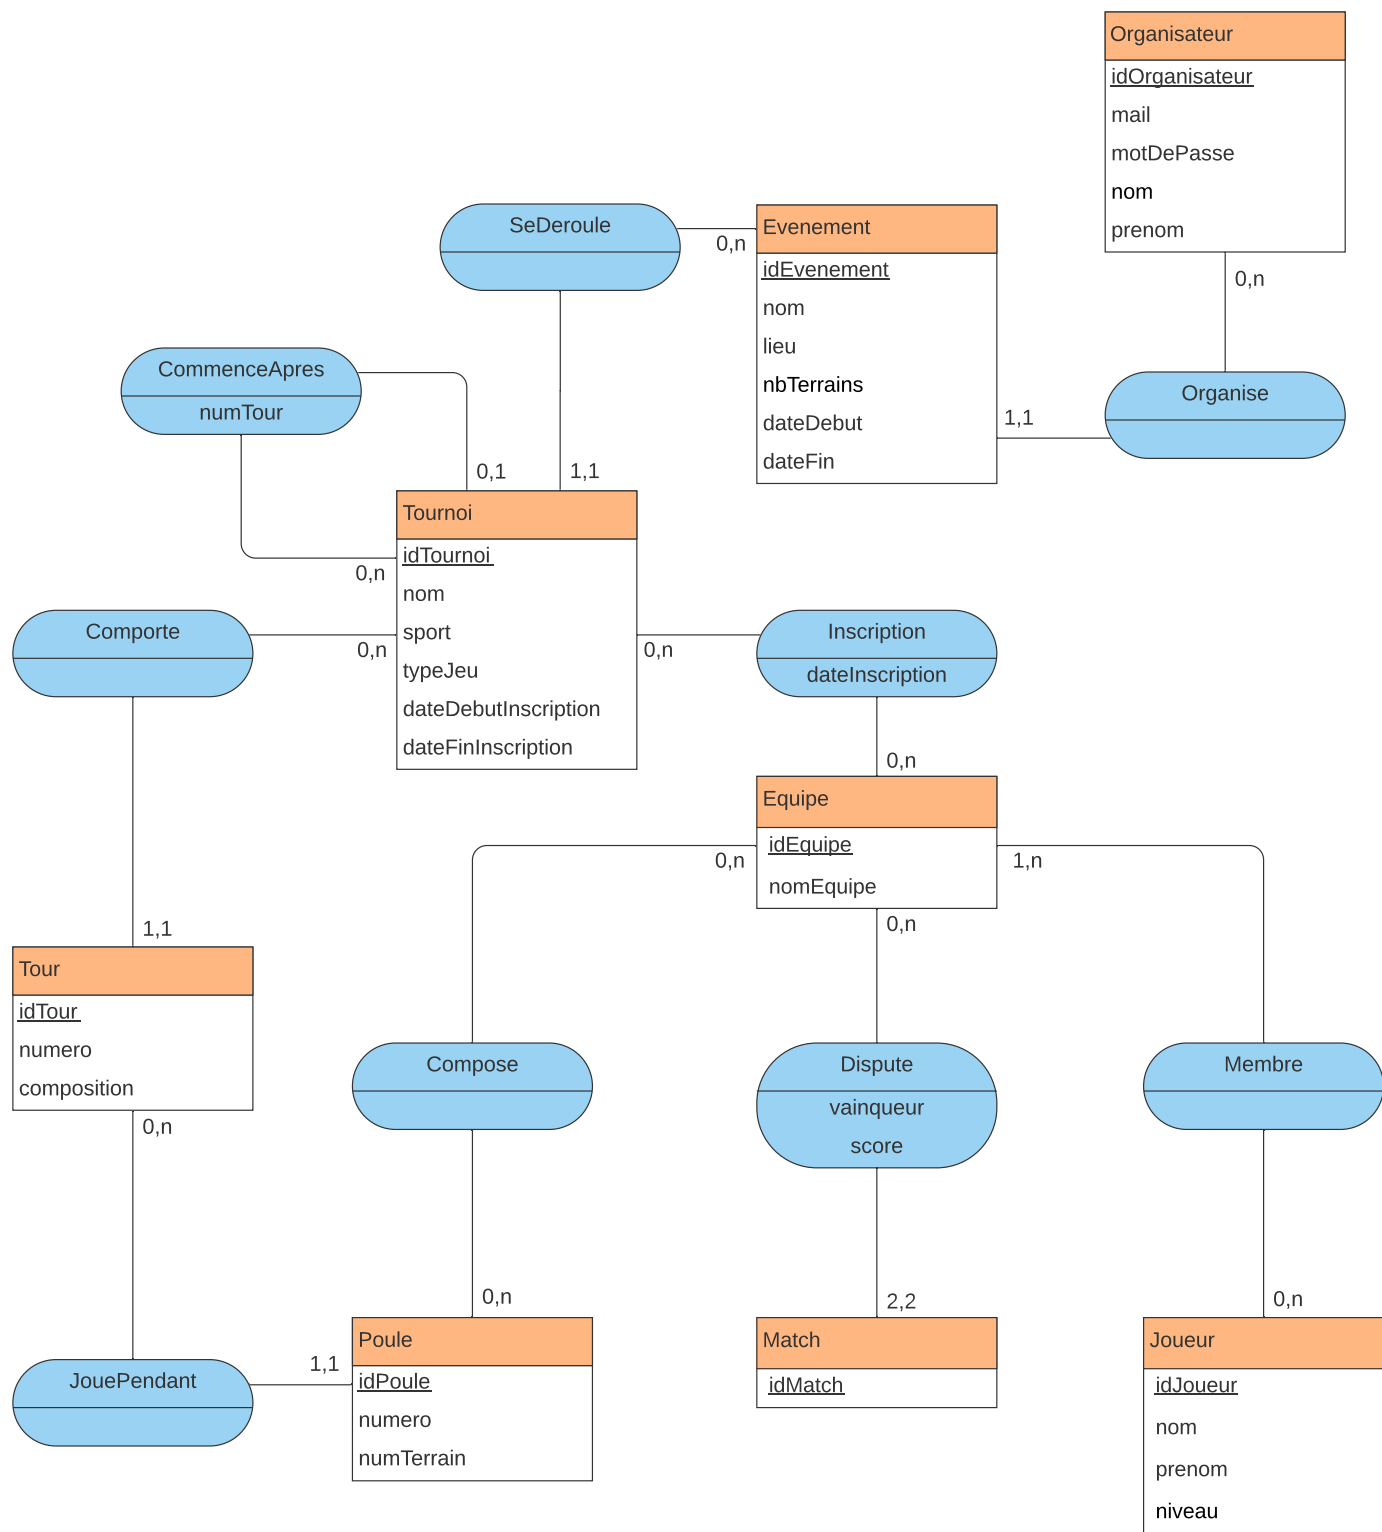 Organisateur
idOrganisateur
mail
motDePasse
nom
prenom
0,n
Organise
1,1
SeDeroule
0,n
1,1
Evenement
idEvenement
nom
lieu
nbTerrains
dateDebut
dateFin
CommenceApres
numTour
0,1
0,n
Tournoi
idTournoi
nom
sport
typeJeu
dateDebutInscription
dateFinInscription
Comporte
0,n
1,1
0,n
Inscription
dateInscription
0,n
Equipe
idEquipe
nomEquipe
0,n
0,n
1,n
Tour
idTour
numero
composition
0,n
Compose
0,n
Dispute
vainqueur
score
2,2
Membre
0,n
JouePendant
1,1
Poule
idPoule
numero
numTerrain
Match
idMatch
Joueur
idJoueur
nom
prenom
niveau